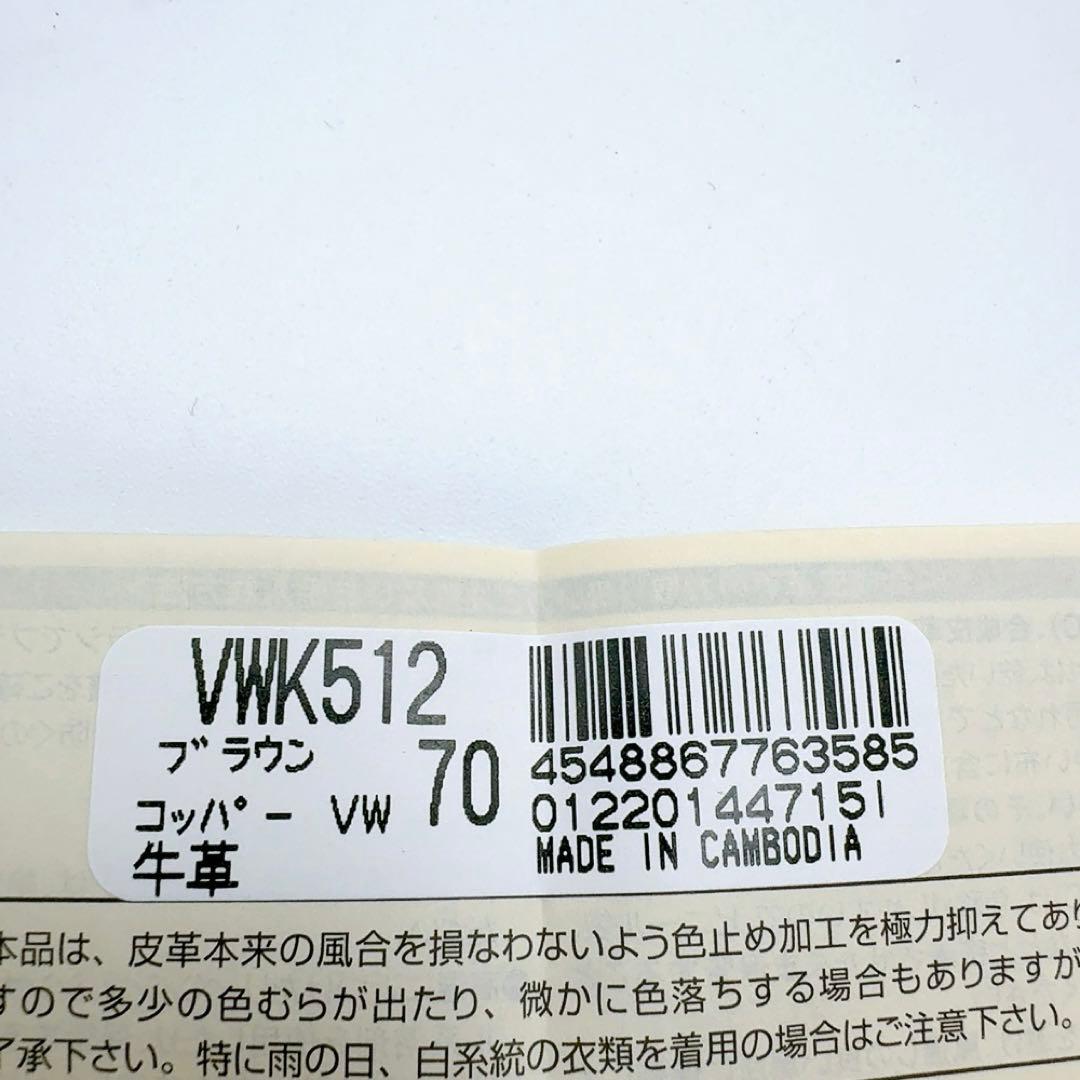 VWK512
ブラウン
70
コッパー VW
牛革
4548867763585
012201447151
MADE IN CAMBODIA
本品は、皮革本来の風合を損なわないよう色止め加工を極力抑えてあり
すので多少の色むらが出たり、微かに色落ちする場合もありますが
了承下さい。特に雨の日、白系統の衣類を着用の場合はご注意下さい。